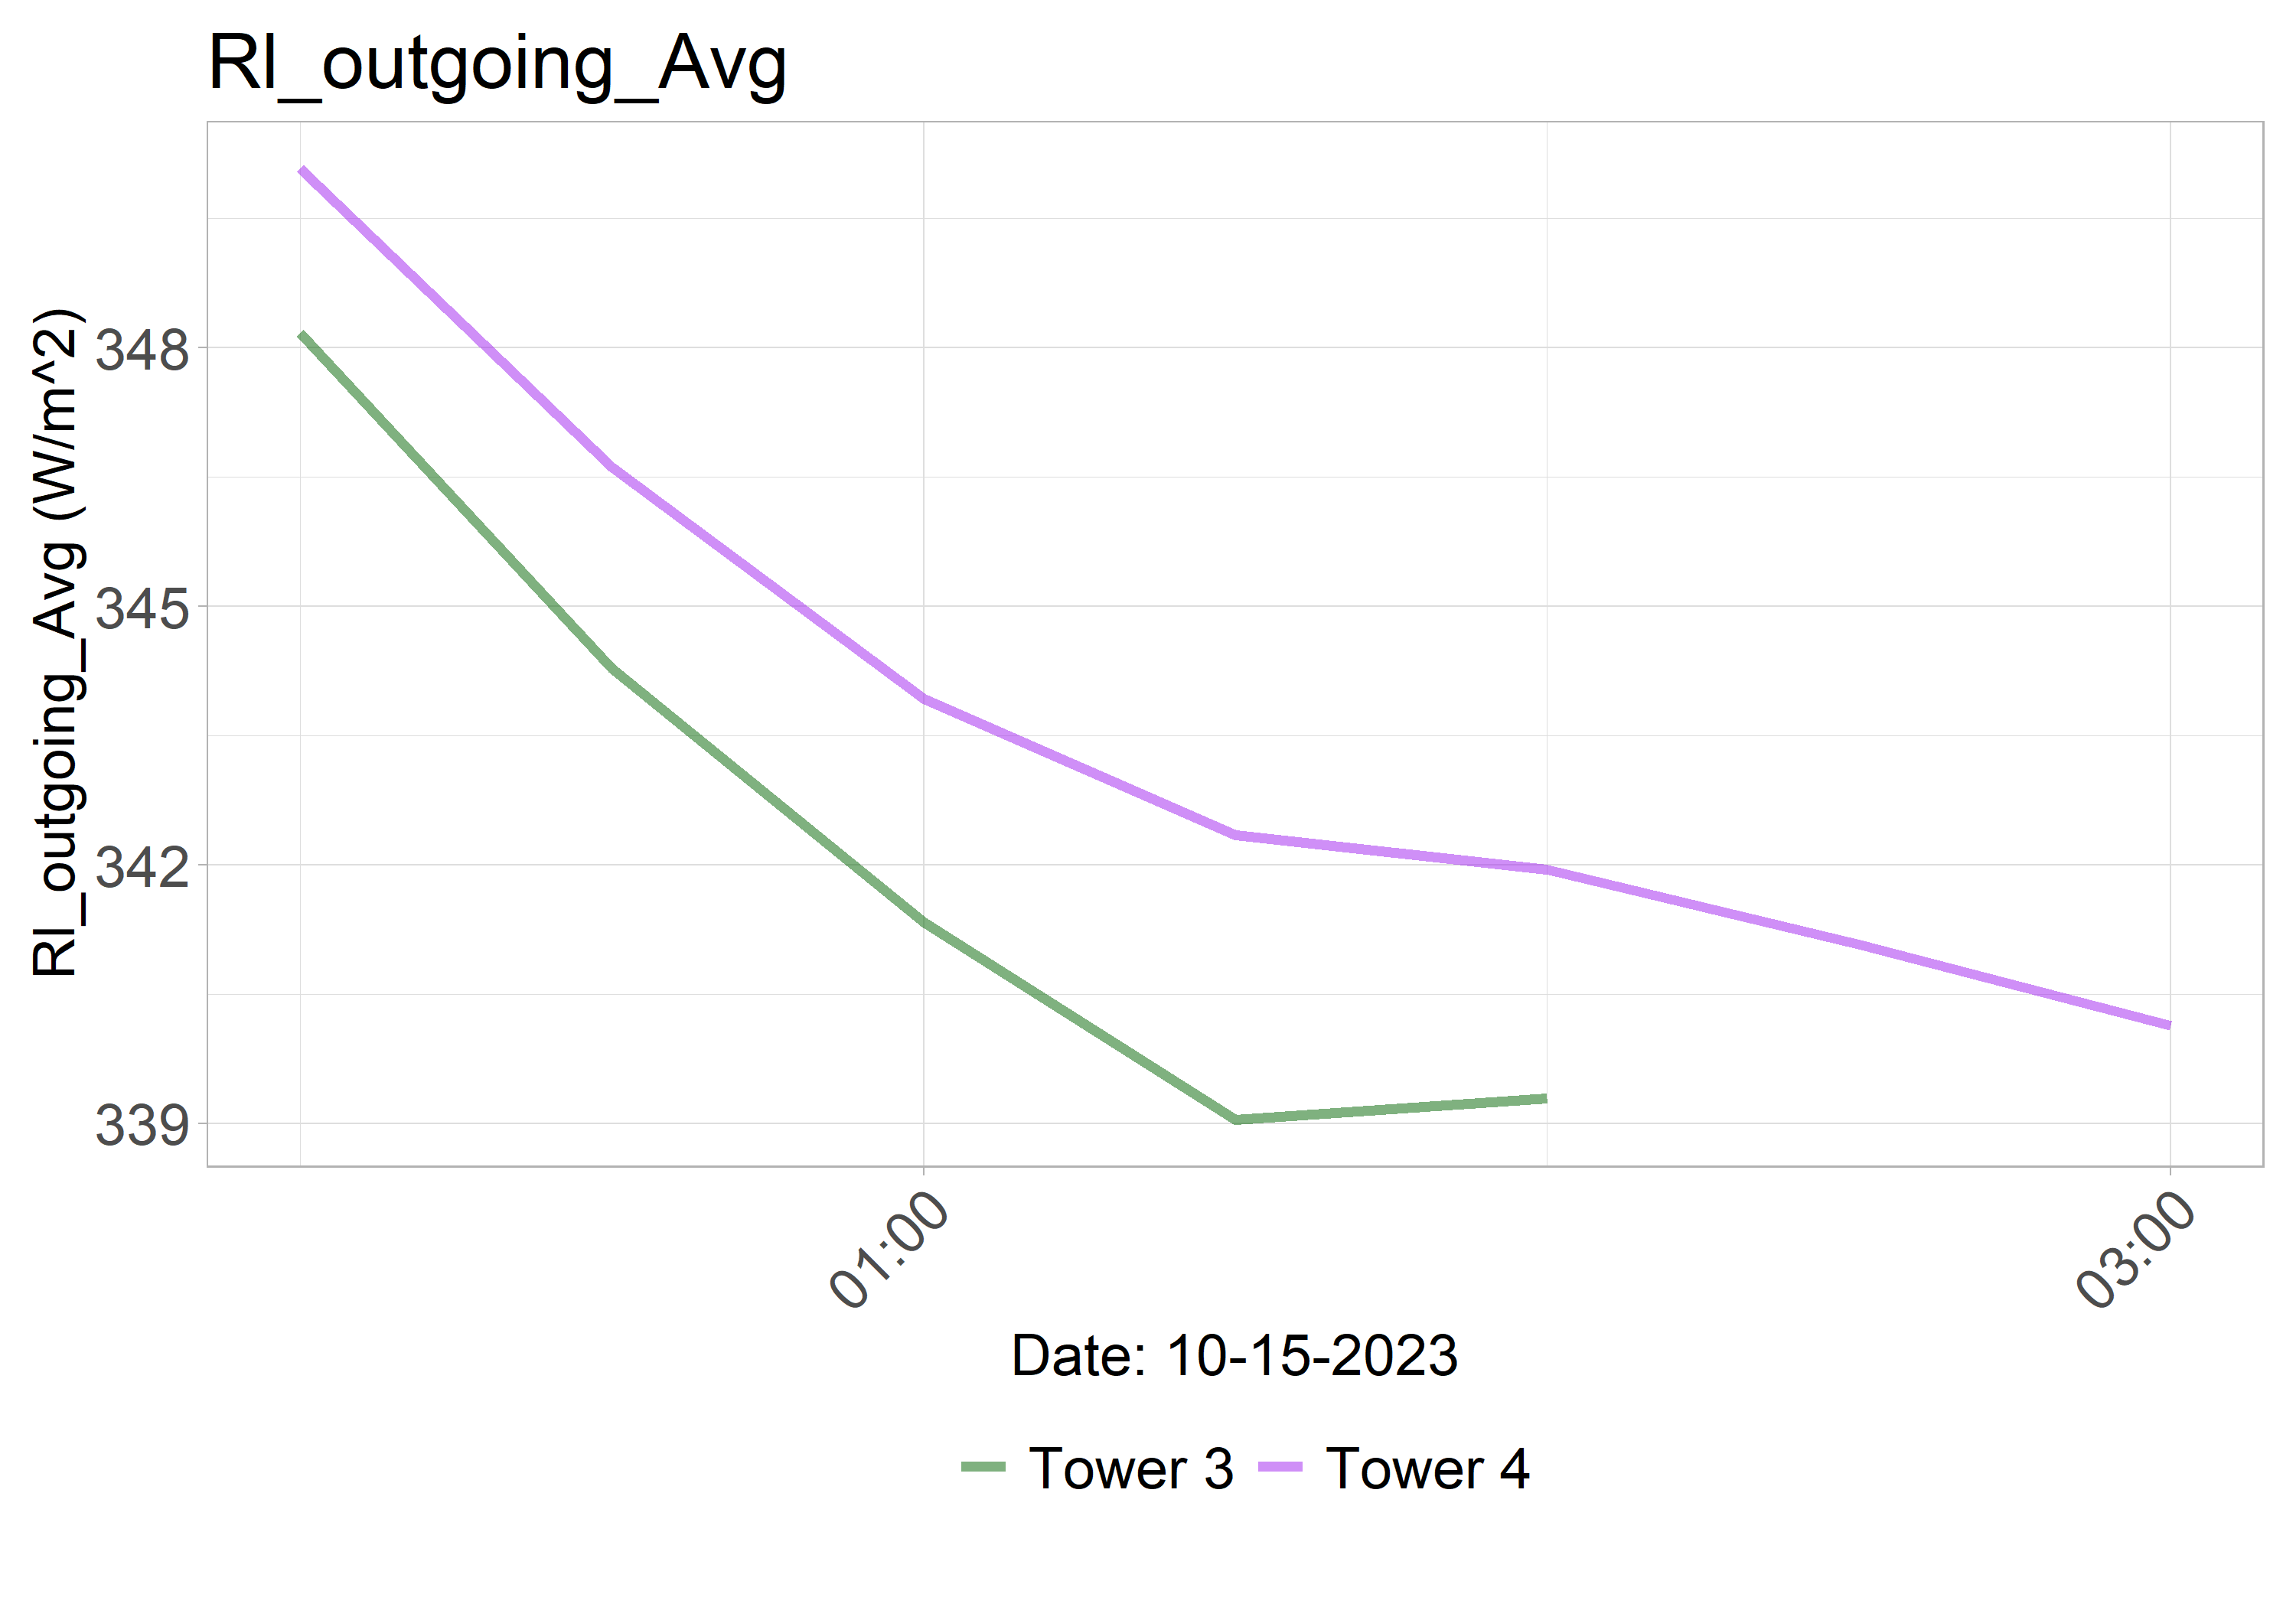 Rl_outgoing_Avg
Rl_outgoing_Avg (W/m^2)
348
345
342
339
01:00
03:00
Date: 10-15-2023
Tower 3
Tower 4